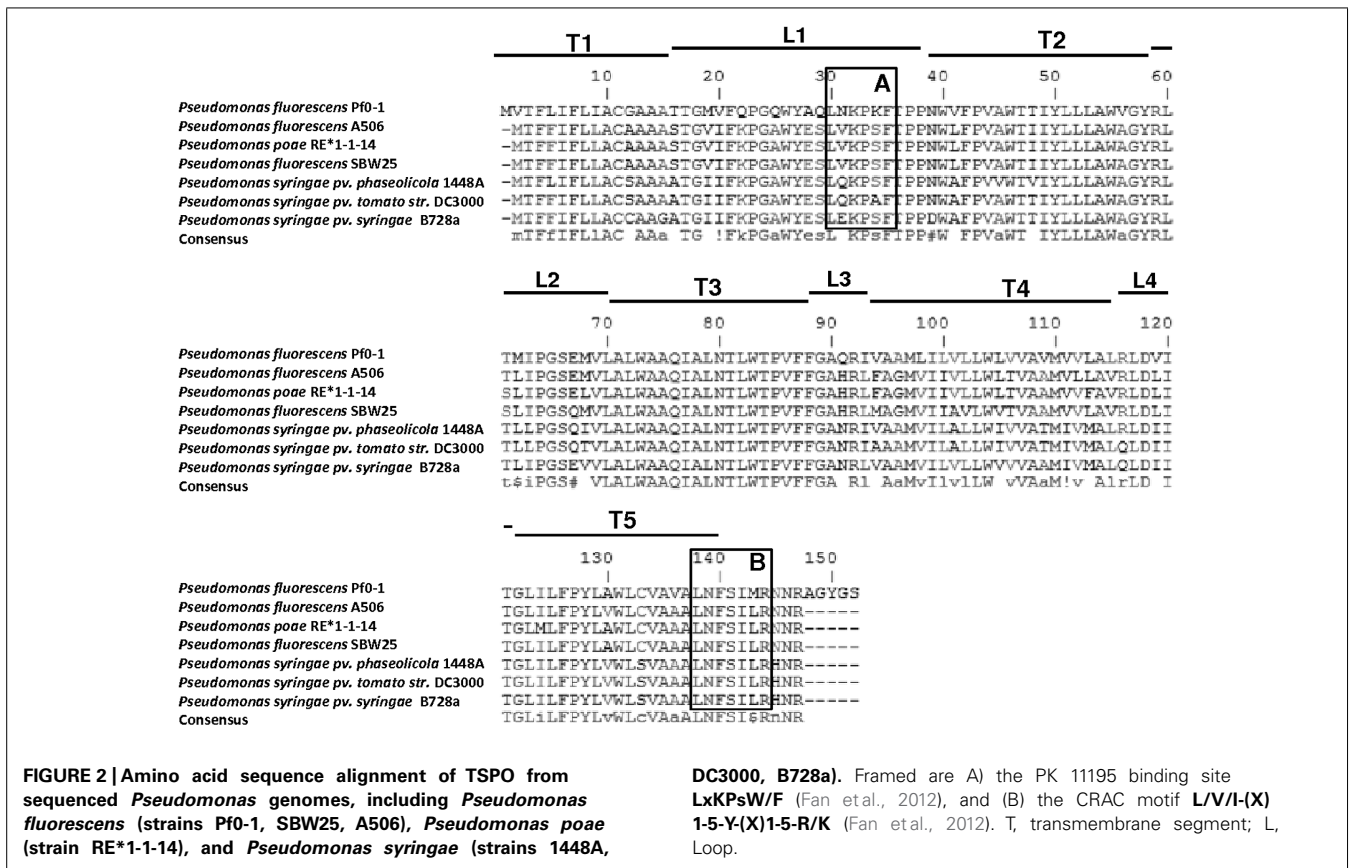 T1 L1 T2
10 20 30 A 40 50 60
Pseudomonas fluorescens Pf0-1 MVTFLIFLIACGAAATTGMVFQPGQWYAQLNKPKFTPPNWVFPVAWTTIYLLLAWVGYRL
Pseudomonas fluorescens A506 -MTFFIFLLACAAAASTGVIFKPGAWYESLVKPSFTPPNWLFPVAWTTIYLLLAWAGYRL
Pseudomonas poae RE*1-1-14 -MTFFIFLLACAAAASTGVIFKPGAWYESLVKPSFTPPNWLFPVAWTTIYLLLAWAGYRL
Pseudomonas fluorescens SBW25 -MTFFIFLLACAAAASTGVIFKPGAWYESLVKPSFTPPNWLFPVAWTTIYLLLAWAGYRL
Pseudomonas syringae pv. phaseolicola 1448A -MTFLIFLLACSAAAATGIIFKPGAWYESLQKPSFTPPNWAFPVVWTVIYLLLAWAGYRL
Pseudomonas syringae pv. tomato str. DC3000 -MTFFIFLLACSAAAATGIIFKPGAWYESLQKPAFTPPNWAFPVAWTTIYLLLAWAGYRL
Pseudomonas syringae pv. syringae B728a -MTFFIFLLACCAAGATGIIFKPGAWYESLEKPSFTPPDWAFPVAWTTIYLLLAWAGYRL
Consensus mTFfIFLlAC AAa TG !FkPGaWYesL KPsFTPP#W FPVaWT IYLLLAWaGYRL
L2 T3 L3 T4 L4
70 80 90 100 110 120
Pseudomonas fluorescens Pf0-1 TMIPGSEMVLALWAAQIALNTLWTPVFFGAQRIVAAMLILVLLWLVVAVMVVLALRLDVI
Pseudomonas fluorescens A506 TLIPGSEMVLALWAAQIALNTLWTPVFFGAHRLFAGMVIIVLLWLTVAAMVLLAVRLDLI
Pseudomonas poae RE*1-1-14 SLIPGSELVLALWAAQIALNTLWTPVFFGAHRLFAGMVIIVLLWLTVAAMVVFAVRLDLI
Pseudomonas fluorescens SBW25 SLIPGSQMVLALWAAQIALNTLWTPVFFGAHRLMAGMVILAVLWVTVAAMVVLAVRLDLI
Pseudomonas syringae pv. phaseolicola 1448A TLLPGSQIVLALWAAQIALNTLWTPVFFGANRIVAAMVILALLWIVVATMIVMALRLDII
Pseudomonas syringae pv. tomato str. DC3000 TLLPGSQTVLALWAAQIALNTLWTPVFFGANRIAAAMVILALLWIVVATMIVMALQLDII
Pseudomonas syringae pv. syringae B728a TLIPGSEVVLALWAAQIALNTLWTPVFFGANRLVAAMVILVLLWVVVAAMIVMALQLDII
Consensus t$iPGS# VLALWAAQIALNTLWTPVFFGA Rl AaMvIlvlLW vVAaM!v AlrLD I
T5
130 140 B 150
Pseudomonas fluorescens Pf0-1 TGLILFPYLAWLCVAVALNFSIMRNNRAGYGS
Pseudomonas fluorescens A506 TGLILFPYLVWLCVAAALNFSILRNNR-----
Pseudomonas poae RE*1-1-14 TGLMLFPYLAWLCVAAALNFSILRNNR-----
Pseudomonas fluorescens SBW25 TGLILFPYLAWLCVAAALNFSILRNNR-----
Pseudomonas syringae pv. phaseolicola 1448A TGLILFPYLVWLSVAAALNFSILRHNR-----
Pseudomonas syringae pv. tomato str. DC3000 TGLILFPYLVWLSVAAALNFSILRHNR-----
Pseudomonas syringae pv. syringae B728a TGLILFPYLVWLSVAAALNFSILRHNR-----
Consensus TGLiLFPYLvWLcVAaALNFSI$RnNR
FIGURE 2 | Amino acid sequence alignment of TSPO from
sequenced Pseudomonas genomes, including Pseudomonas
fluorescens (strains Pf0-1, SBW25, A506), Pseudomonas poae
(strain RE*1-1-14), and Pseudomonas syringae (strains 1448A,
DC3000, B728a). Framed are A) the PK 11195 binding site
LxKPsW/F (Fan et al., 2012), and (B) the CRAC motif L/V/I-(X)
1-5-Y-(X)1-5-R/K (Fan et al., 2012). T, transmembrane segment; L,
Loop.